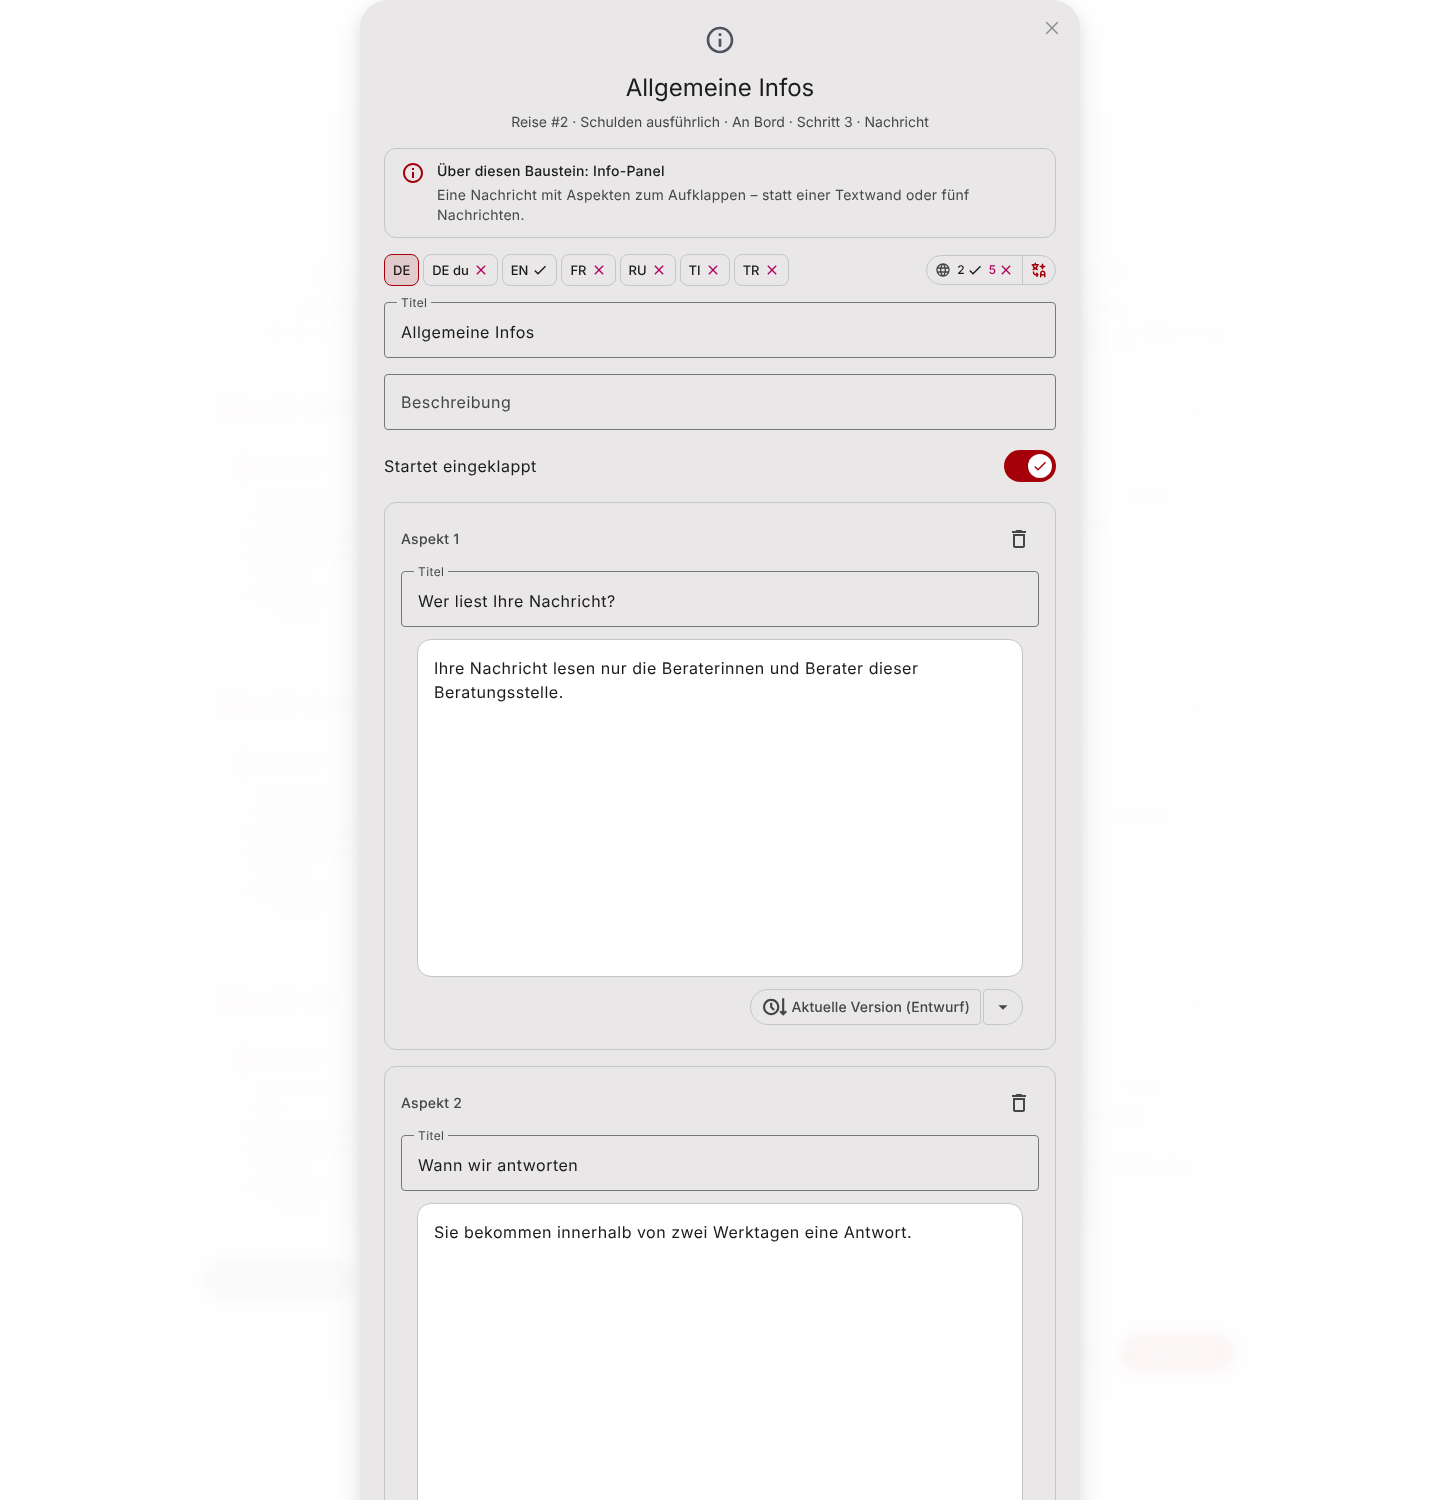 Allgemeine Infos
Reise #2 · Schulden ausführlich · An Bord · Schritt 3 · Nachricht
Über diesen Baustein: Info-Panel
Eine Nachricht mit Aspekten zum Aufklappen – statt einer Textwand oder fünf
Nachrichten.
DE DE du EN FR RU TI TR 2 5
Titel
Allgemeine Infos
Beschreibung
Startet eingeklappt
Aspekt 1
Titel
Wer liest Ihre Nachricht?
Ihre Nachricht lesen nur die Beraterinnen und Berater dieser
Beratungsstelle.
Aktuelle Version (Entwurf)
Aspekt 2
Titel
Wann wir antworten
Sie bekommen innerhalb von zwei Werktagen eine Antwort.